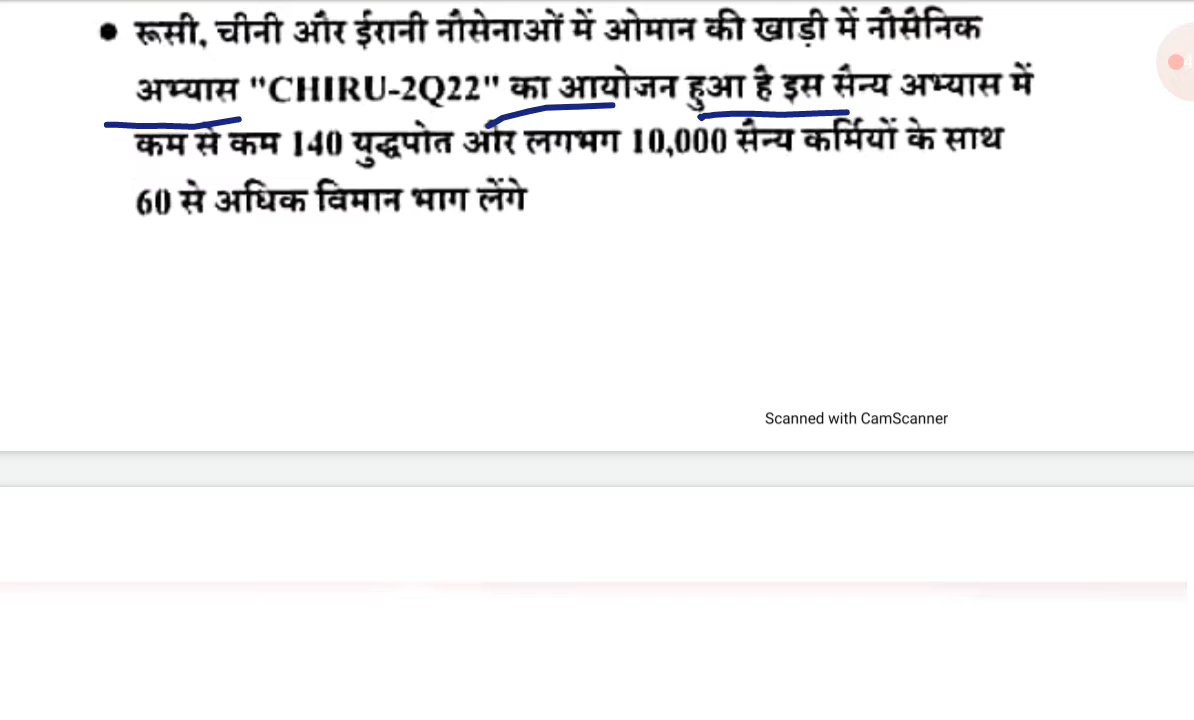 • रूसी, चीनी और ईरानी नौसेनाओं में ओमान की खाड़ी में नौसैनिक
अभ्यास "CHIRU-2Q22" का आयोजन हुआ है इस सैन्य अभ्यास में
कम से कम 140 युद्धपोत और लगभग 10,000 सैन्य कर्मियों के साथ
60 से अधिक विमान भाग लेंगे
Scanned with CamScanner